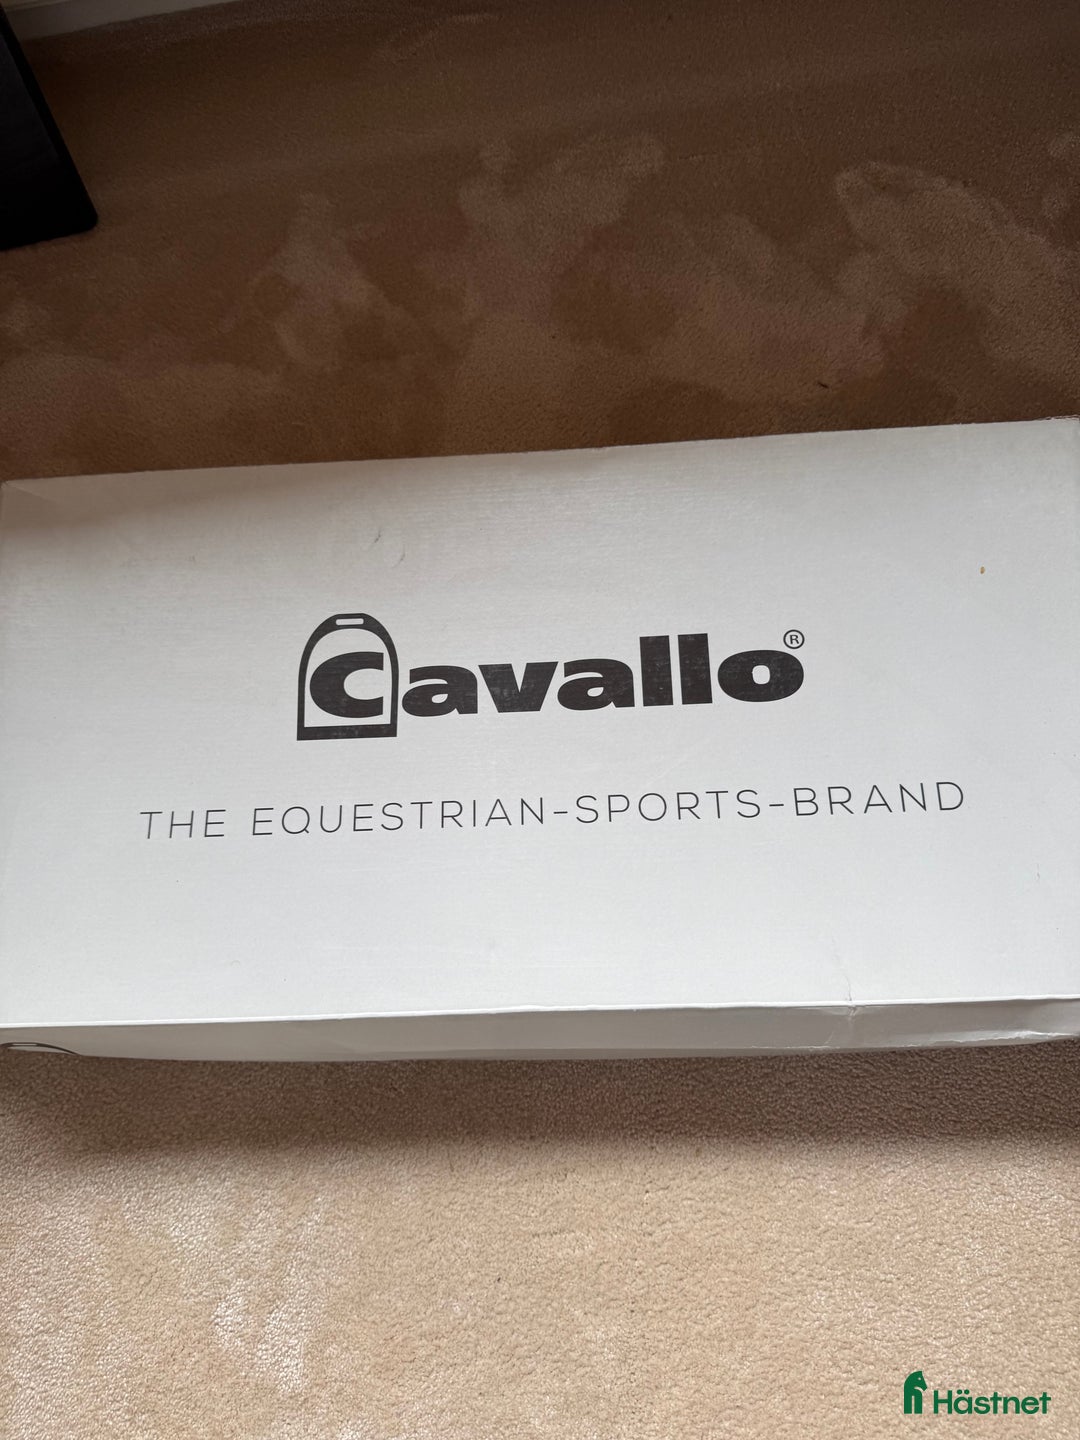 Cavallo®
THE EQUESTRIAN-SPORTS-BRAND
Hästnet